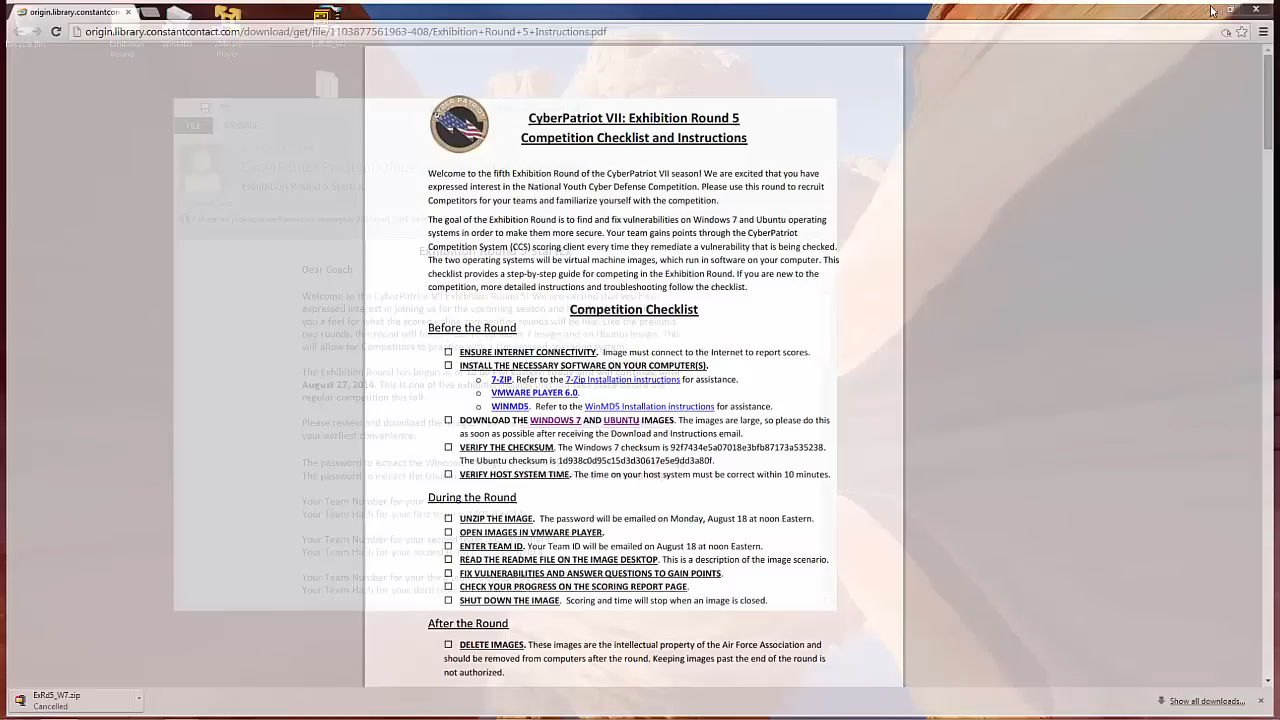 origin.library.constantcon
origin.library.constantcontact.com/download/get/file/1103877561963-408/Exhibition+Round+5+Instructions.pdf
Player
FILE
MESSAGE
CyberPatriot VII: Exhibition Round 5
Competition Checklist and Instructions
Welcome to the fifth Exhibition Round of the CyberPatriot VII season! We are excited that you have
expressed interest in the National Youth Cyber Defense Competition. Please use this round to recruit
Competitors for your teams and familiarize yourself with the competition.
The goal of the Exhibition Round is to find and fix vulnerabilities on Windows 7 and Ubuntu operating
systems in order to make them more secure. Your team gains points through the CyberPatriot
Competition System (CCS) scoring client every time they remediate a vulnerability that is being checked.
The two operating systems will be virtual machine images, which run in software on your computer. This
checklist provides a step-by-step guide for competing in the Exhibition Round. If you are new to the
competition, more detailed instructions and troubleshooting follow the checklist.
Dear Coach
Competition Checklist
Before the Round
ENSURE INTERNET CONNECTIVITY. Image must connect to the Internet to report scores.
INSTALL THE NECESSARY SOFTWARE ON YOUR COMPUTER(S).
7-ZIP. Refer to the 7-Zip Installation instructions for assistance.
August 27, 2014.
VMWARE PLAYER 6.0.
WINMD5. Refer to the WinMD5 Installation instructions for assistance.
DOWNLOAD THE WINDOWS 7 AND UBUNTU IMAGES. The images are large, so please do this
as soon as possible after receiving the Download and Instructions email.
VERIFY THE CHECKSUM. The Windows 7 checksum is 92f7434e5a07018e3bfb87173a535238.
The Ubuntu checksum is 1d938c0d95c15d3d30617e5e9dd3a80f.
VERIFY HOST SYSTEM TIME. The time on your host system must be correct within 10 minutes.
During the Round
UNZIP THE IMAGE. The password will be emailed on Monday, August 18 at noon Eastern.
OPEN IMAGES IN VMWARE PLAYER.
ENTER TEAM ID. Your Team ID will be emailed on August 18 at noon Eastern.
READ THE README FILE ON THE IMAGE DESKTOP. This is a description of the image scenario.
FIX VULNERABILITIES AND ANSWER QUESTIONS TO GAIN POINTS.
CHECK YOUR PROGRESS ON THE SCORING REPORT PAGE.
SHUT DOWN THE IMAGE. Scoring and time will stop when an image is closed.
After the Round
DELETE IMAGES. These images are the intellectual property of the Air Force Association and
should be removed from computers after the round. Keeping images past the end of the round is
not authorized.
ExRd5_W7.zip
Cancelled
Show all downloads...